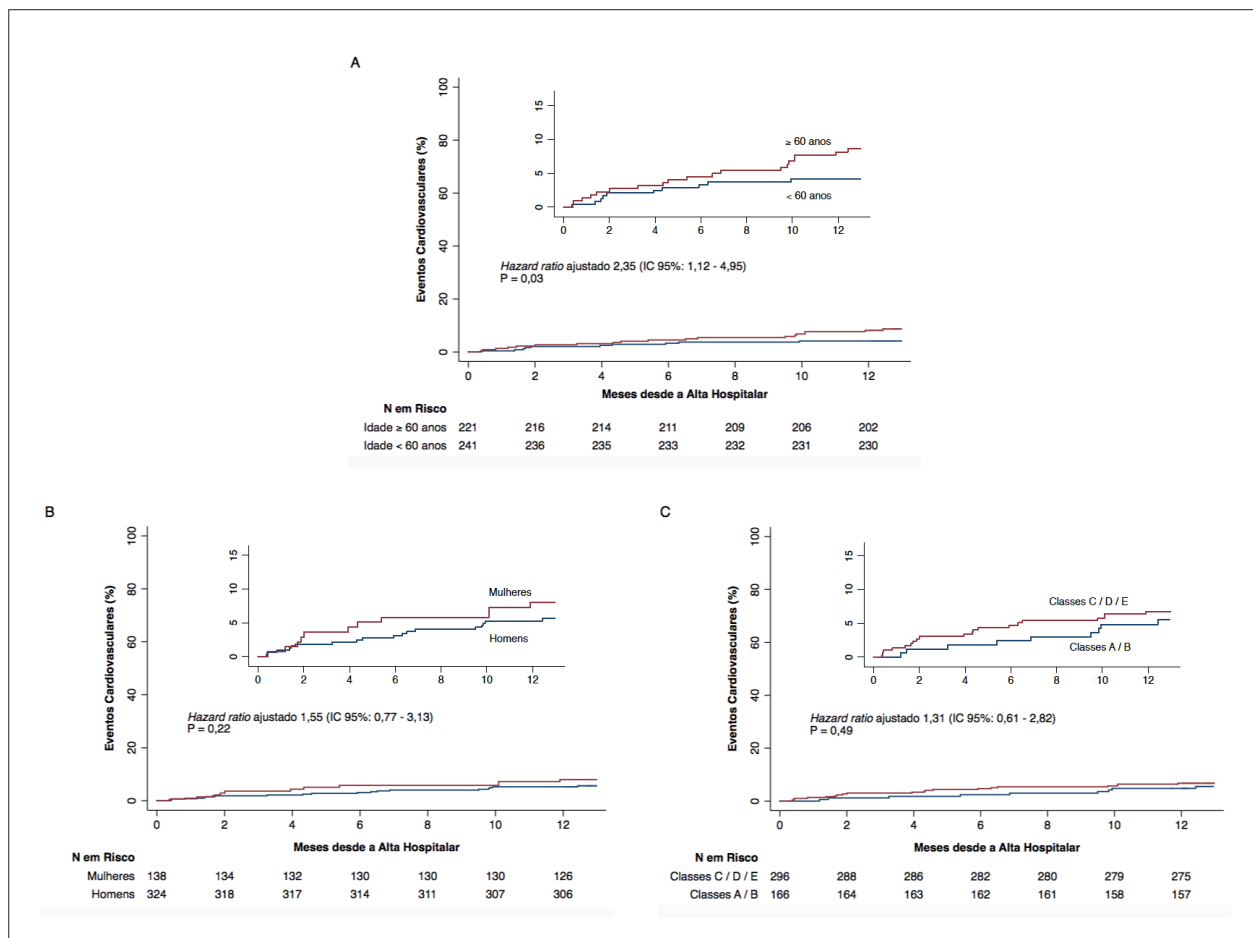 A
Eventos Cardiovasculares (%)
100
80
60
40
20
0
15
10
5
0
≥ 60 anos
< 60 anos
0 2 4 6 8 10 12
Hazard ratio ajustado 2,35 (IC 95%: 1,12 - 4,95)
P = 0,03
0 2 4 6 8 10 12
Meses desde a Alta Hospitalar
N em Risco
Idade ≥ 60 anos 221 216 214 211 209 206 202
Idade < 60 anos 241 236 235 233 232 231 230
B
Eventos Cardiovasculares (%)
100
80
60
40
20
0
15
10
5
0
Mulheres
Homens
0 2 4 6 8 10 12
Hazard ratio ajustado 1,55 (IC 95%: 0,77 - 3,13)
P = 0,22
0 2 4 6 8 10 12
Meses desde a Alta Hospitalar
N em Risco
Mulheres 138 134 132 130 130 130 126
Homens 324 318 317 314 311 307 306
C
Eventos Cardiovasculares (%)
100
80
60
40
20
0
15
10
5
0
Classes C / D / E
Classes A / B
0 2 4 6 8 10 12
Hazard ratio ajustado 1,31 (IC 95%: 0,61 - 2,82)
P = 0,49
0 2 4 6 8 10 12
Meses desde a Alta Hospitalar
N em Risco
Classes C / D / E 296 288 286 282 280 279 275
Classes A / B 166 164 163 162 161 158 157